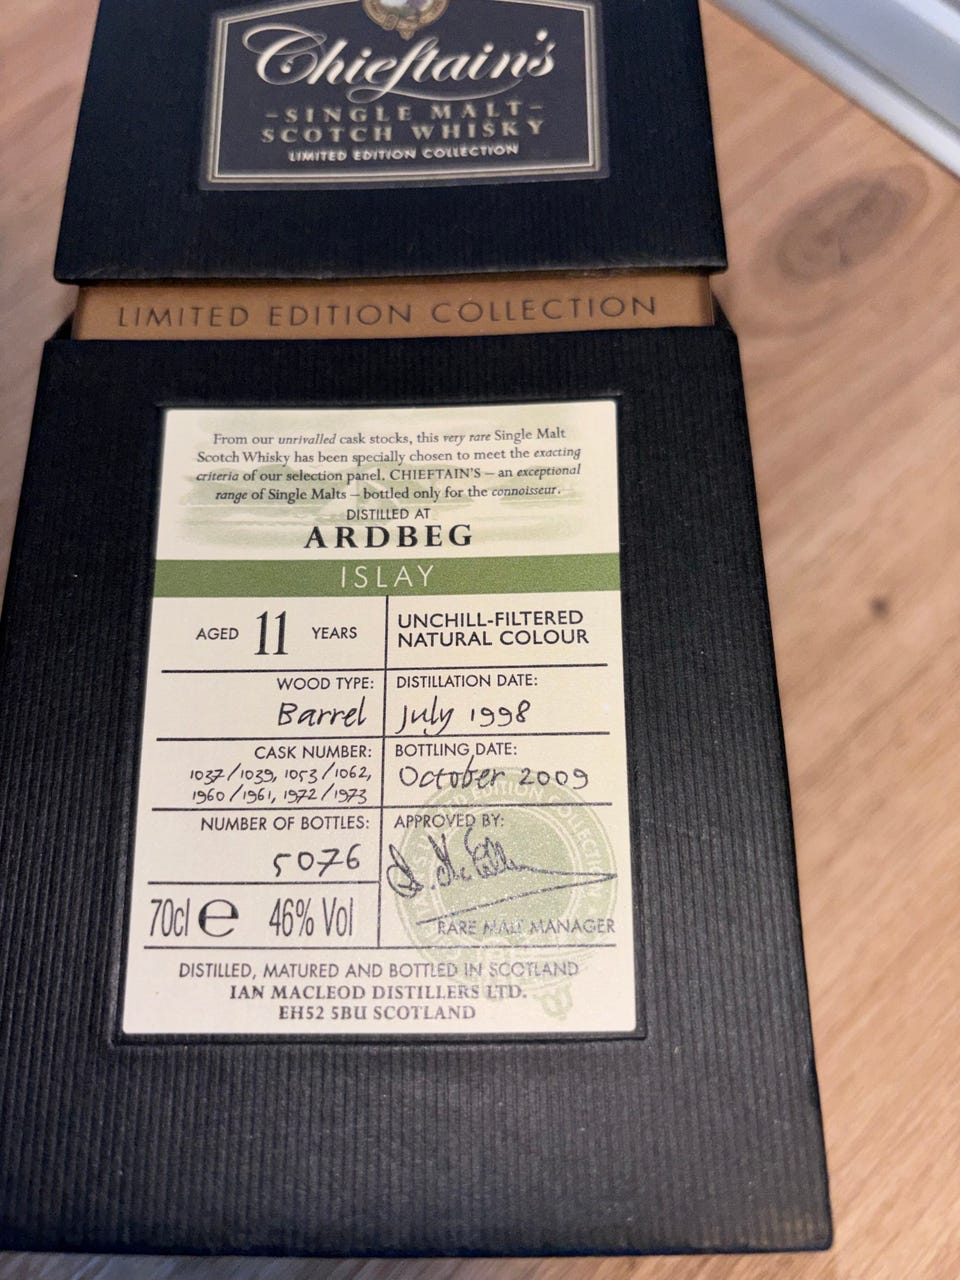 Chieftain's
-SINGLE MALT-
SCOTCH WHISKY
LIMITED EDITION COLLECTION
LIMITED EDITION COLLECTION
From our unrivalled cask stocks, this very rare Single Malt
Scotch Whisky has been specially chosen to meet the exacting
criteria of our selection panel. CHIEFTAIN'S – an exceptional
range of Single Malts – bottled only for the connoisseur.
DISTILLED AT
ARDBEG
ISLAY
AGED 11 YEARS
UNCHILL-FILTERED
NATURAL COLOUR
WOOD TYPE:
Barrel
DISTILLATION DATE:
July 1998
CASK NUMBER:
1037/1039, 1053/1062,
1960/1961, 1972/1973
BOTTLING DATE:
October 2009
NUMBER OF BOTTLES:
5076
APPROVED BY:
RARE MALT MANAGER
70cl e 46% Vol
DISTILLED, MATURED AND BOTTLED IN SCOTLAND
IAN MACLEOD DISTILLERS LTD.
EH52 5BU SCOTLAND